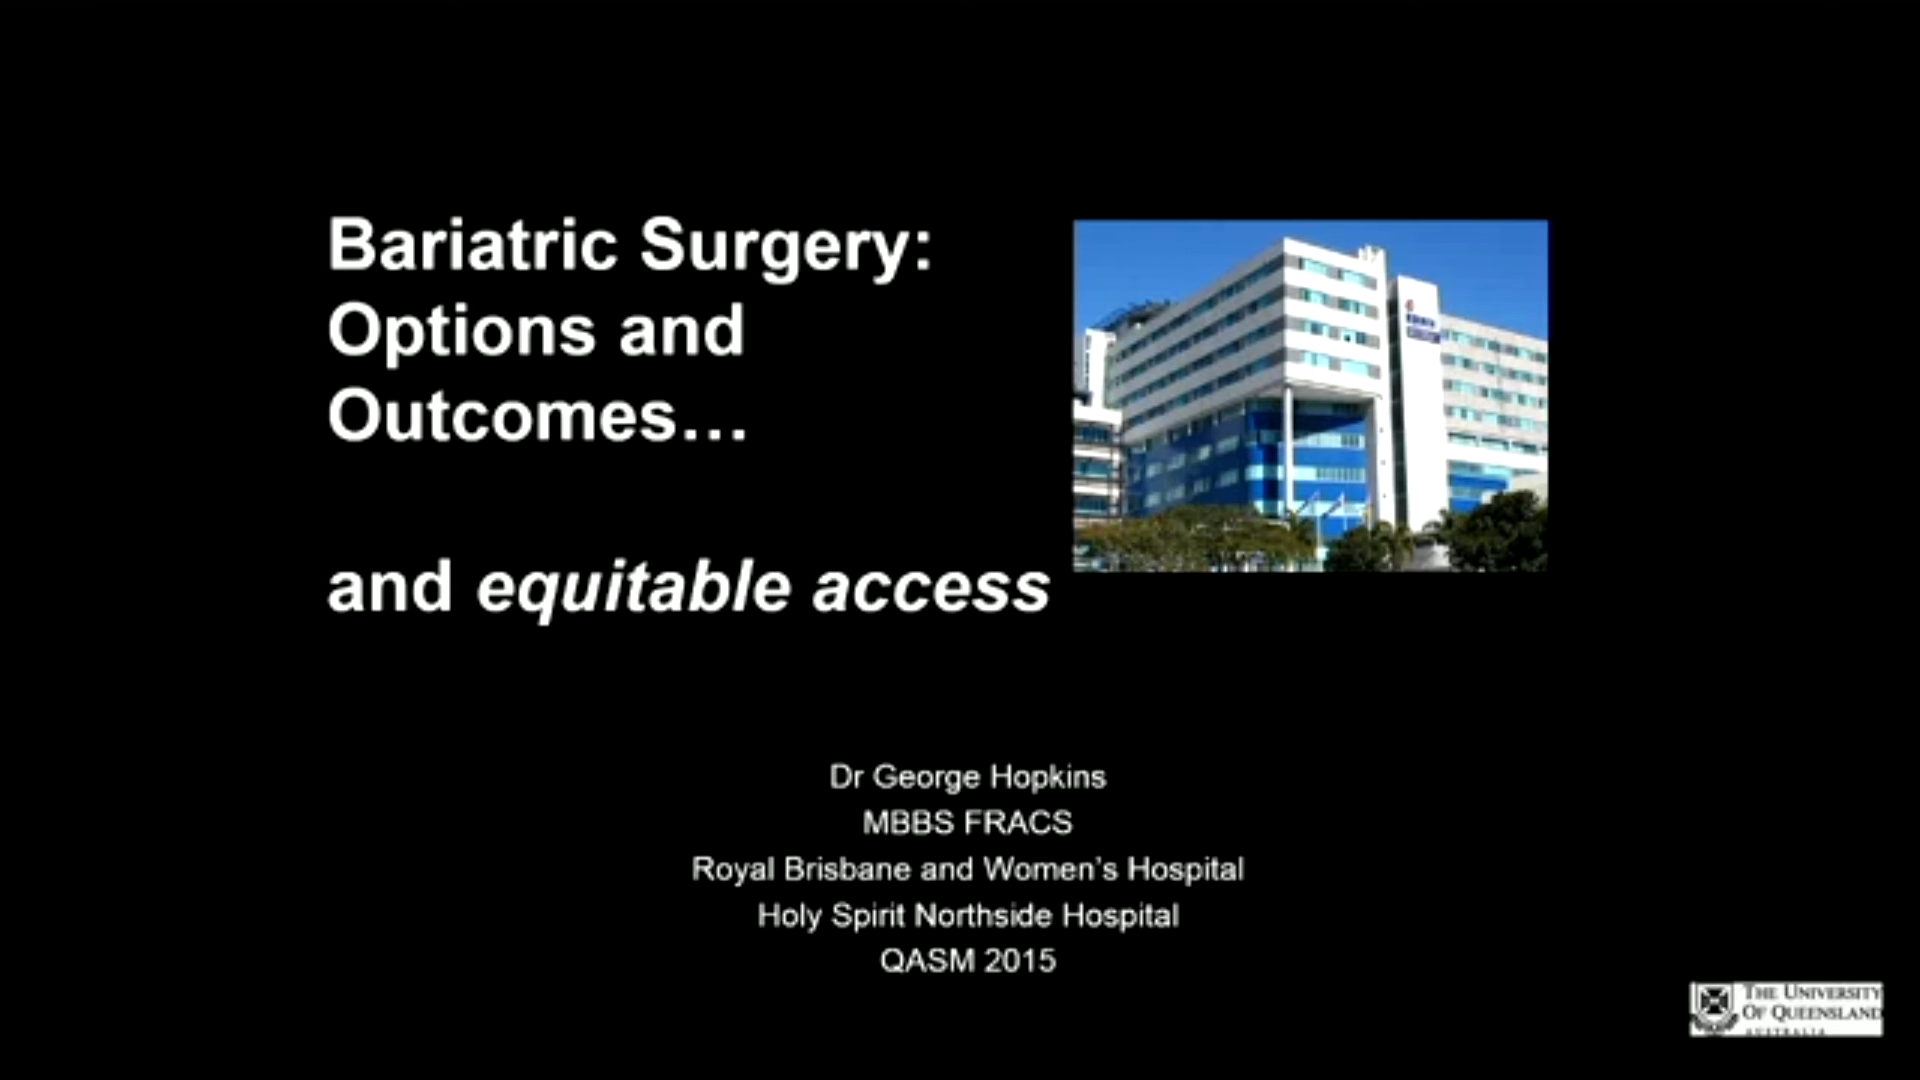 Bariatric Surgery:
Options and
Outcomes…
and equitable access
Dr George Hopkins
MBBS FRACS
Royal Brisbane and Women's Hospital
Holy Spirit Northside Hospital
QASM 2015
THE UNIVERSITY
OF QUEENSLAND
AUSTRALIA